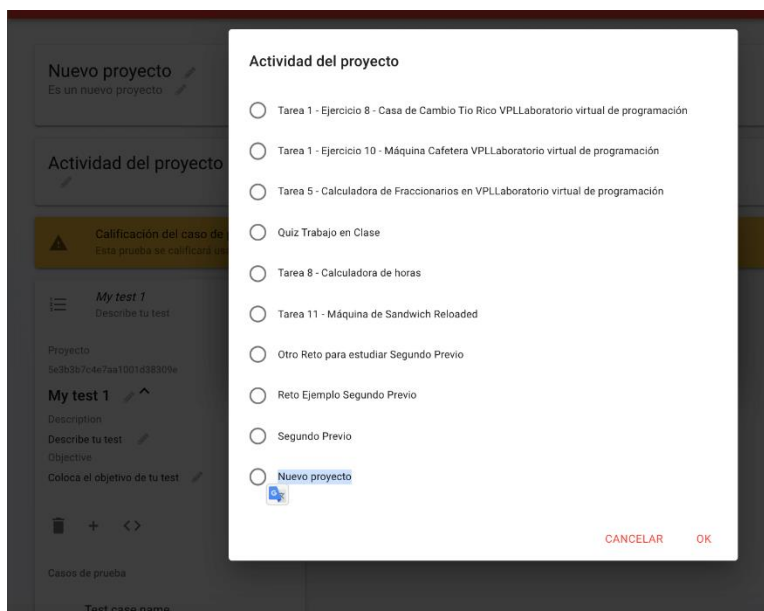 Nuevo proyecto
Es un nuevo proyecto
Actividad del proyecto
Calificación del caso de
Esta prueba se calificará
My test 1
Describe tu test
Proyecto
5e3b3b7c4e7aa1001d38309e
My test 1
Description
Describe tu test
Objective
Coloca el objetivo de tu test
Casos de prueba
Test case name
Actividad del proyecto
Tarea 1 - Ejercicio 8 - Casa de Cambio Tio Rico VPLLaboratorio virtual de programación
Tarea 1 - Ejercicio 10 - Máquina Cafetera VPLLaboratorio virtual de programación
Tarea 5 - Calculadora de Fraccionarios en VPLLaboratorio virtual de programación
Quiz Trabajo en Clase
Tarea 8 - Calculadora de horas
Tarea 11 - Máquina de Sandwich Reloaded
Otro Reto para estudiar Segundo Previo
Reto Ejemplo Segundo Previo
Segundo Previo
Nuevo proyecto
CANCELAR OK